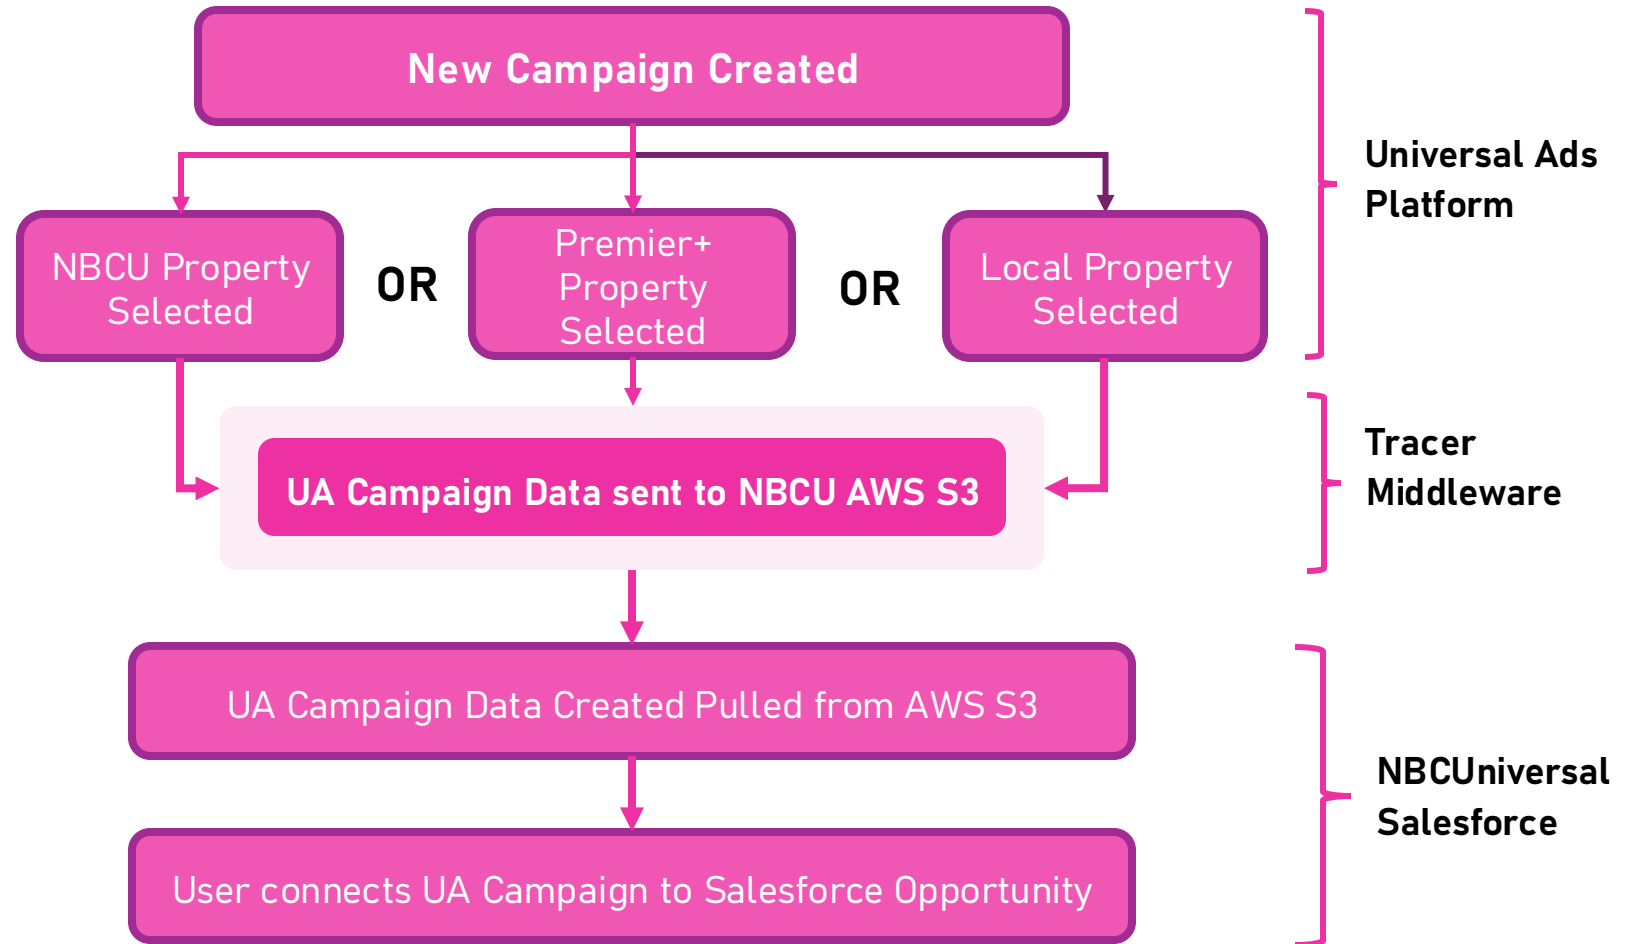 New Campaign Created
Universal Ads
Platform
NBCU Property
Selected
OR
Premier+
Property
Selected
OR
Local Property
Selected
UA Campaign Data sent to NBCU AWS S3
Tracer
Middleware
UA Campaign Data Created Pulled from AWS S3
NBCUniversal
Salesforce
User connects UA Campaign to Salesforce Opportunity